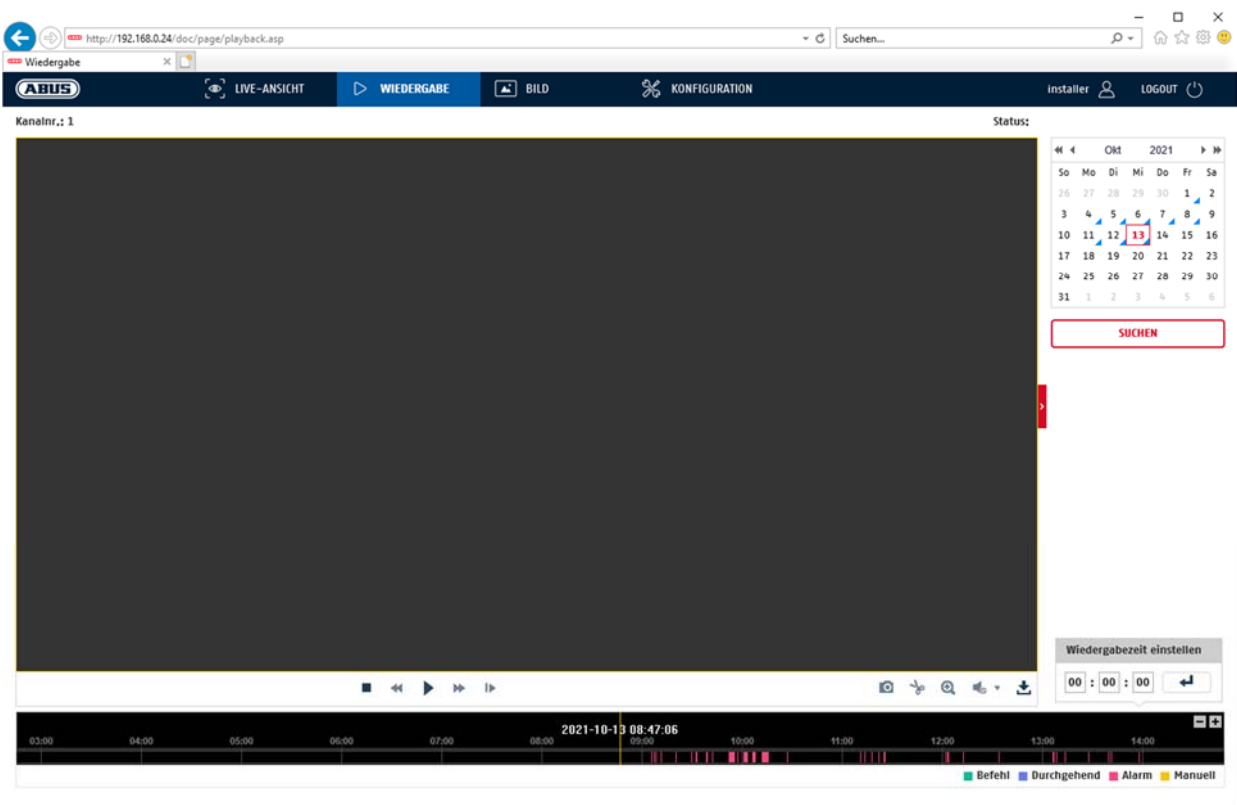 http://192.168.0.24/doc/page/playback.asp
Suchen...
Wiedergabe
ABUS
LIVE-ANSICHT
WIEDERGABE
BILD
KONFIGURATION
installer
LOGOUT
Kanalnr.: 1
Status:
Okt 2021
So Mo Di Mi Do Fr Sa
26 27 28 29 30 1 2
3 4 5 6 7 8 9
10 11 12 13 14 15 16
17 18 19 20 21 22 23
24 25 26 27 28 29 30
31 1 2 3 4 5 6
SUCHEN
Wiedergabezeit einstellen
00 : 00 : 00
2021-10-13 08:47:06
03:00 04:00 05:00 06:00 07:00 08:00 09:00 10:00 11:00 12:00 13:00 14:00
Befehl Durchgehend Alarm Manuell